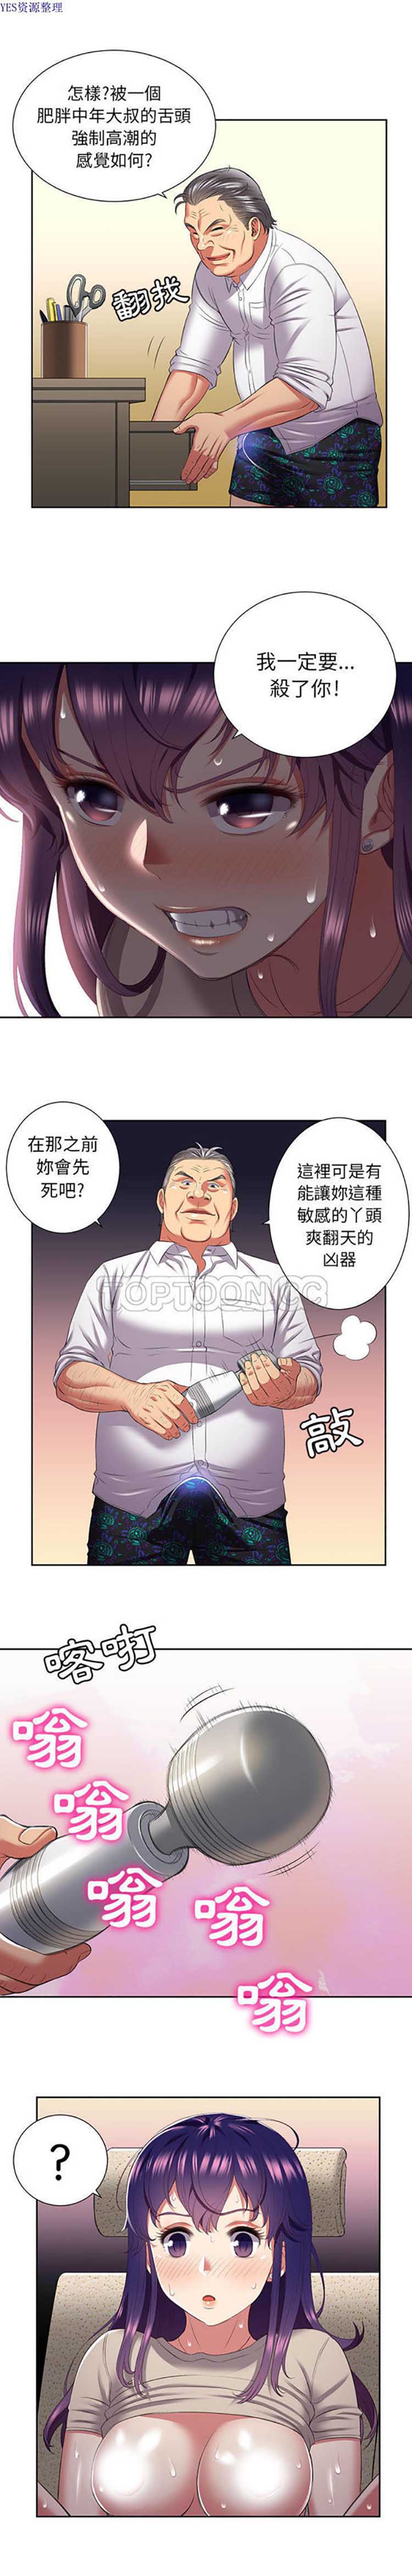 YES资源整理
怎樣?被一個
肥胖中年大叔的舌頭
強制高潮的
感覺如何?
翻找
我一定要...
殺了你!
在那之前
妳會先
死吧?
這裡可是有
能讓妳這種
敏感的丫頭
爽翻天的
凶器
TOPTOON.CC
敲
喀啪
嗡
嗡
嗡
嗡
嗡
?